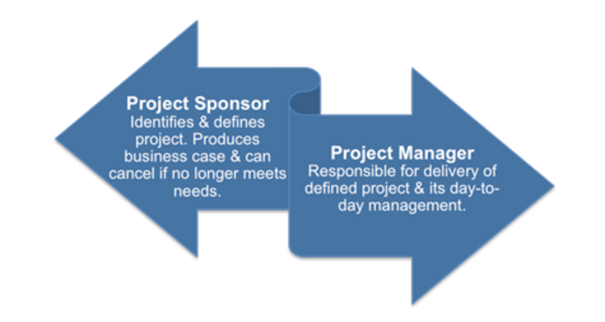 Project Sponsor
Identifies & defines
project. Produces
business case & can
cancel if no longer meets
needs.
Project Manager
Responsible for delivery of
defined project & its day-to-
day management.